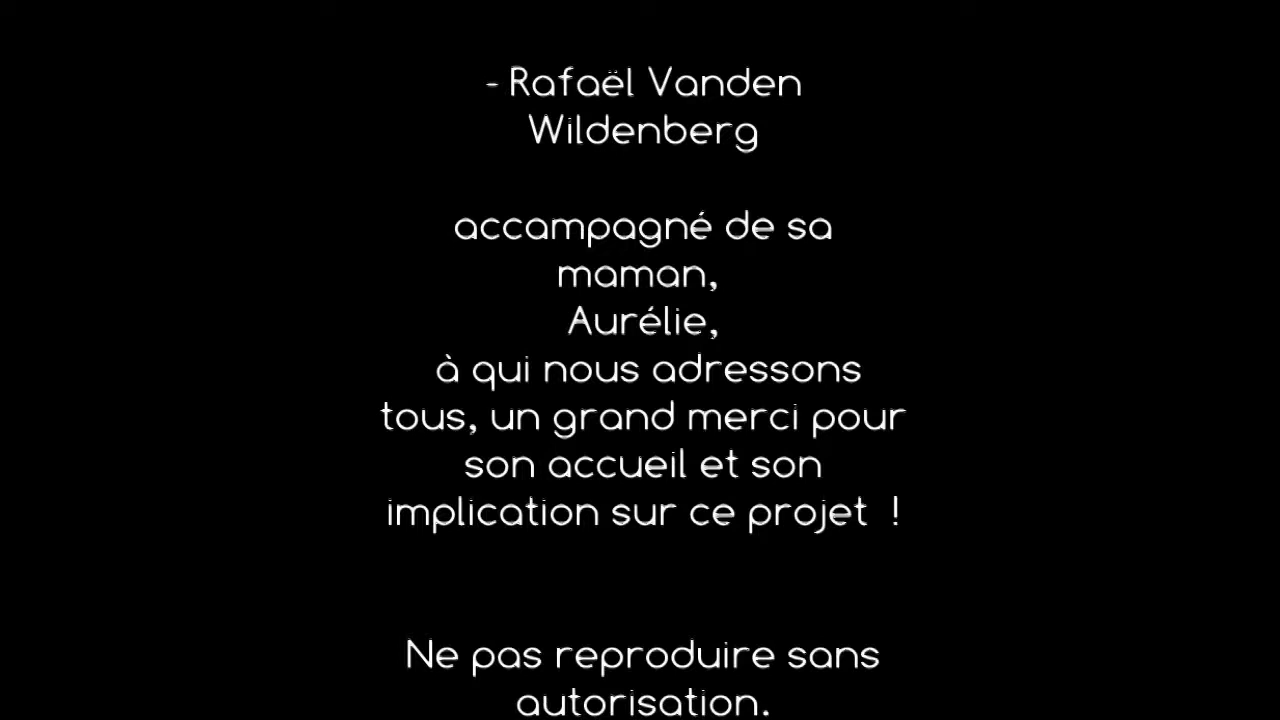 - Rafaël Vanden
Wildenberg
accampagné de sa
maman,
Aurélie,
à qui nous adressons
tous, un grand merci pour
son accueil et son
implication sur ce projet !
Ne pas reproduire sans
autorisation.